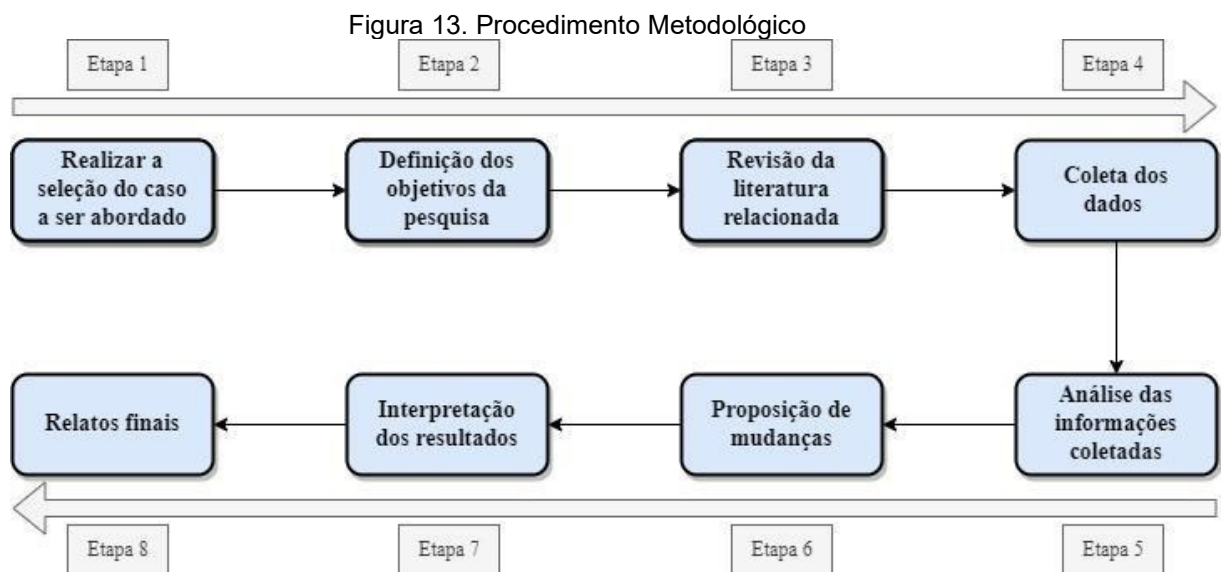 Figura 13. Procedimento Metodológico
Etapa 1
Etapa 2
Etapa 3
Etapa 4
Realizar a
seleção do caso
a ser abordado
Definição dos
objetivos da
pesquisa
Revisão da
literatura
relacionada
Coleta dos
dados
Relatos finais
Interpretação
dos resultados
Proposição de
mudanças
Análise das
informações
coletadas
Etapa 8
Etapa 7
Etapa 6
Etapa 5